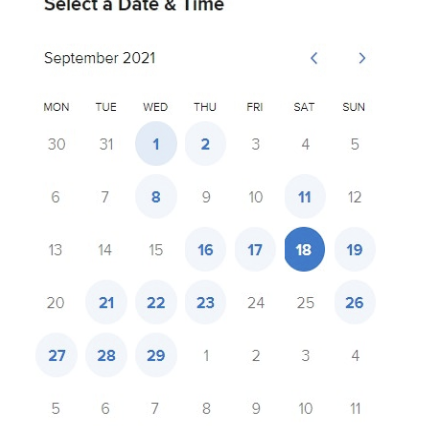 Select a Date & Time
September 2021
MON TUE WED THU FRI SAT SUN
30 31 1 2 3 4 5
6 7 8 9 10 11 12
13 14 15 16 17 18 19
20 21 22 23 24 25 26
27 28 29 1 2 3 4
5 6 7 8 9 10 11